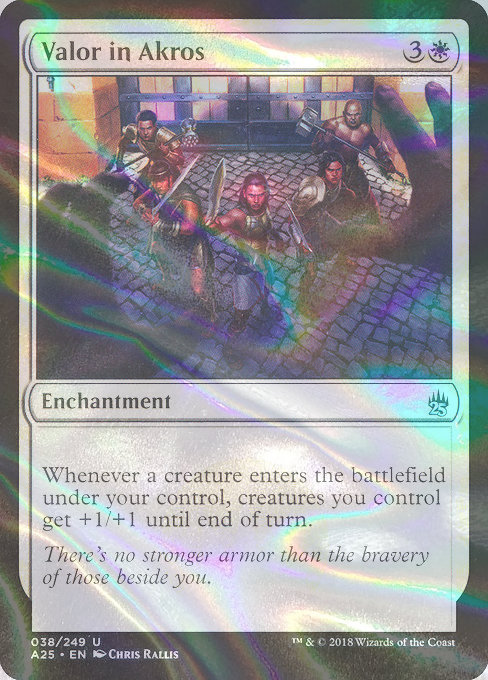 Valor in Akros 3
Enchantment 25
Whenever a creature enters the battlefield
under your control, creatures you control
get +1/+1 until end of turn.
There's no stronger armor than the bravery
of those beside you.
038/249 U
™ & © 2018 Wizards of the Coast
A25 • EN Chris Rallis